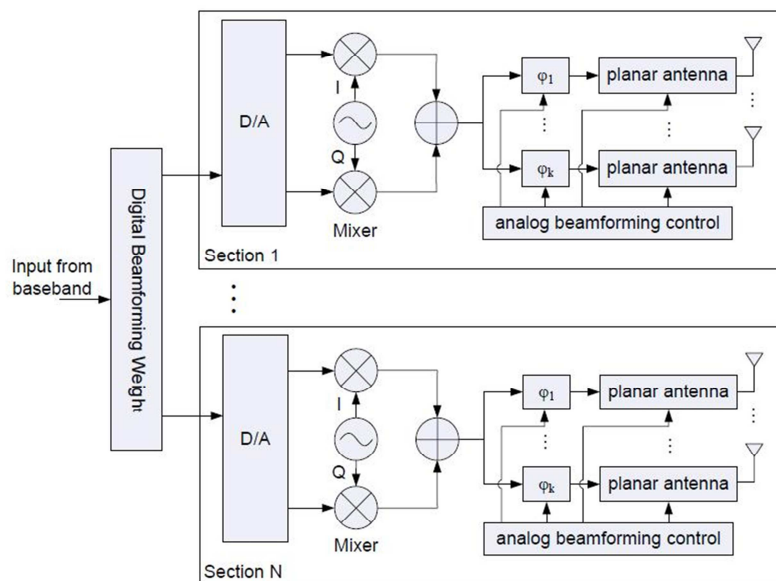 Input from
baseband
Digital Beamforming Weight
D/A
I
Q
Mixer
φ1
φk
planar antenna
planar antenna
analog beamforming control
Section 1
D/A
I
Q
Mixer
φ1
φk
planar antenna
planar antenna
analog beamforming control
Section N